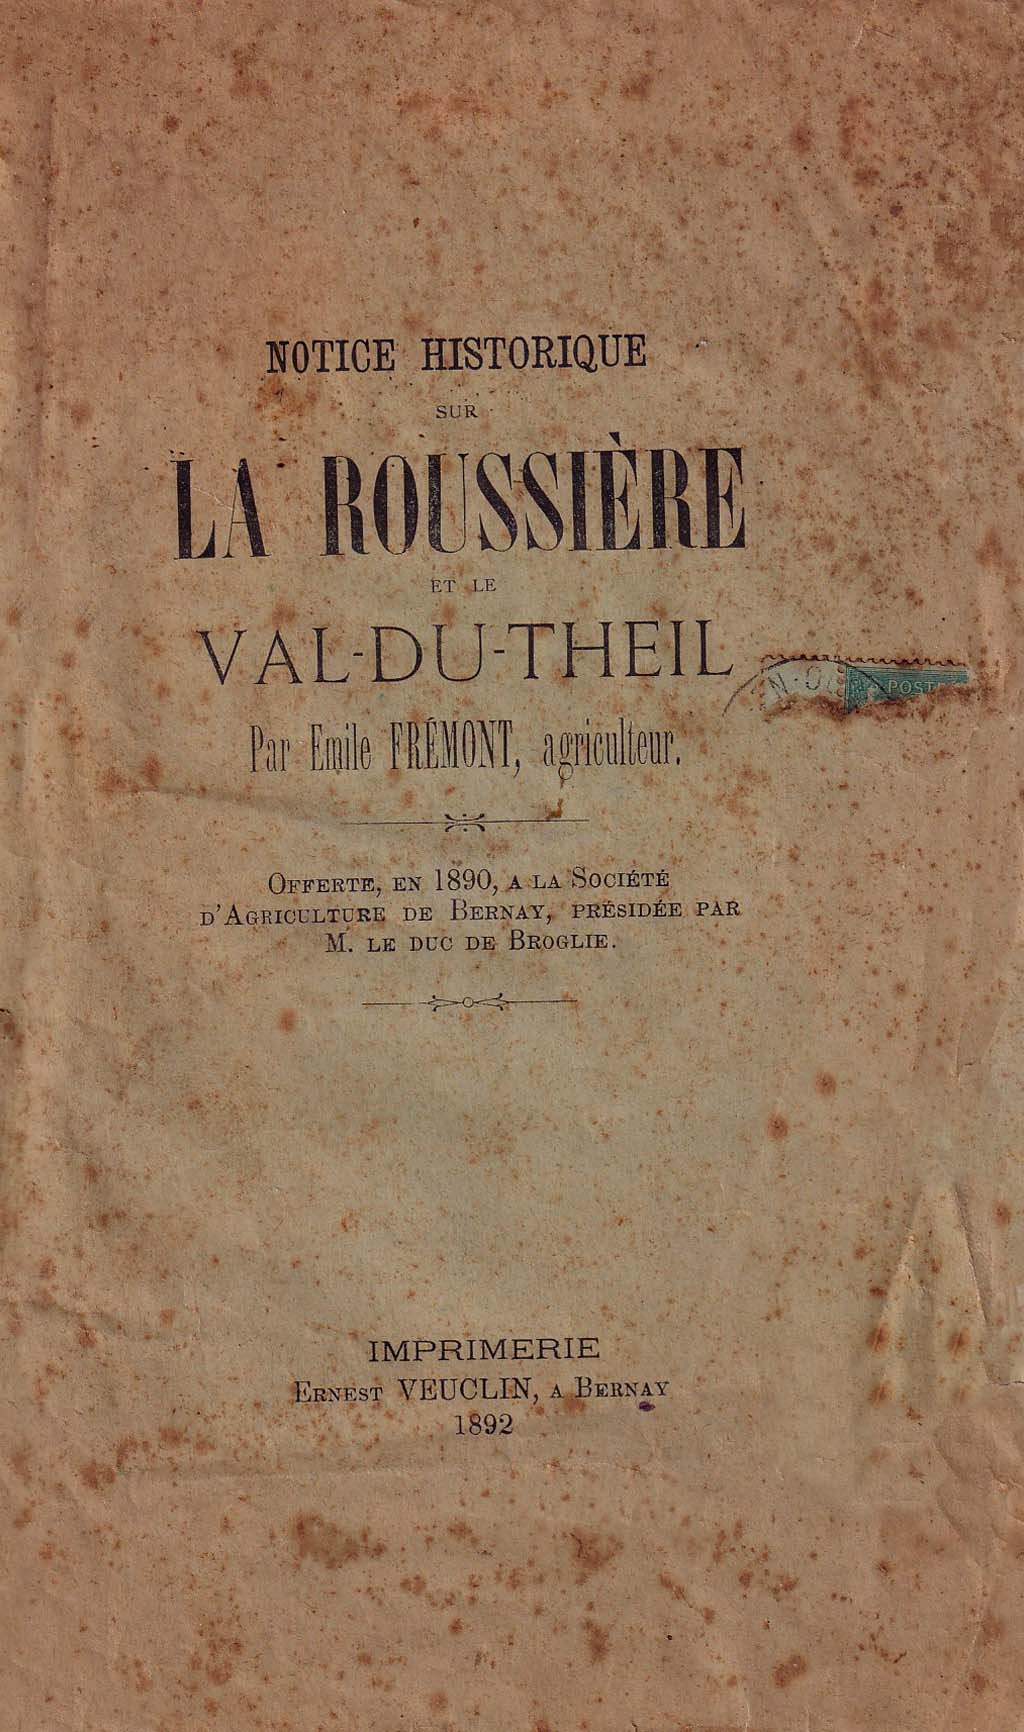 NOTICE HISTORIQUE
SUR
LA ROUSSIÈRE
ET LE
VAL-DU-THEIL
Par Emile FRÉMONT, agriculteur.
OFFERTE, EN 1890, A LA SOCIÉTÉ
D'AGRICULTURE DE BERNAY, PRÉSIDÉE PAR
M. LE DUC DE BROGLIE.
IMPRIMERIE
ERNEST VEUCLIN, A BERNAY
1892